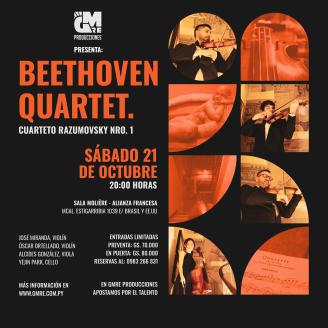 GMRE
PRODUCCIONES
PRESENTA:
BEETHOVEN
QUARTET.
CUARTETO RAZUMOVSKY NRO. 1
SÁBADO 21
DE OCTUBRE
20:00 HORAS
SALA MOLIÈRE - ALIANZA FRANCESA
MCAL. ESTIGARRIBIA 1039 E/ BRASIL Y EE.UU
JOSÉ MIRANDA, VIOLÍN
ÓSCAR ORTELLADO, VIOLÍN
ALCIDES GONZÁLEZ, VIOLA
YEJIN PARK, CELLO
ENTRADAS LIMITADAS
PREVENTA: GS. 70.000
EN PUERTA: GS. 80.000
RESERVAS AL: 0983 266 831
MÁS INFORMACIÓN EN
WWW.GMRE.COM.PY
EN GMRE PRODUCCIONES
APOSTAMOS POR EL TALENTO